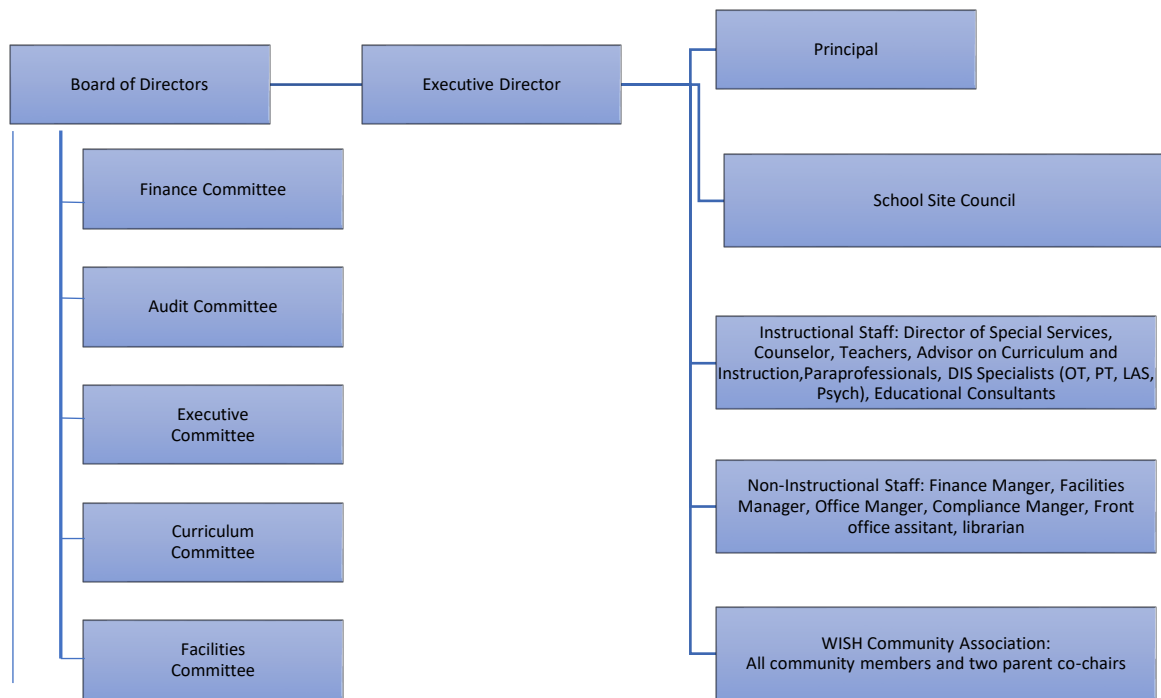 Board of Directors
Executive Director
Principal
Finance Committee
School Site Council
Audit Committee
Instructional Staff: Director of Special Services,
Counselor, Teachers, Advisor on Curriculum and
Instruction,Paraprofessionals, DIS Specialists (OT, PT, LAS,
Psych), Educational Consultants
Executive
Committee
Non-Instructional Staff: Finance Manger, Facilities
Manager, Office Manger, Compliance Manger, Front
office assitant, librarian
Curriculum
Committee
WISH Community Association:
All community members and two parent co-chairs
Facilities
Committee